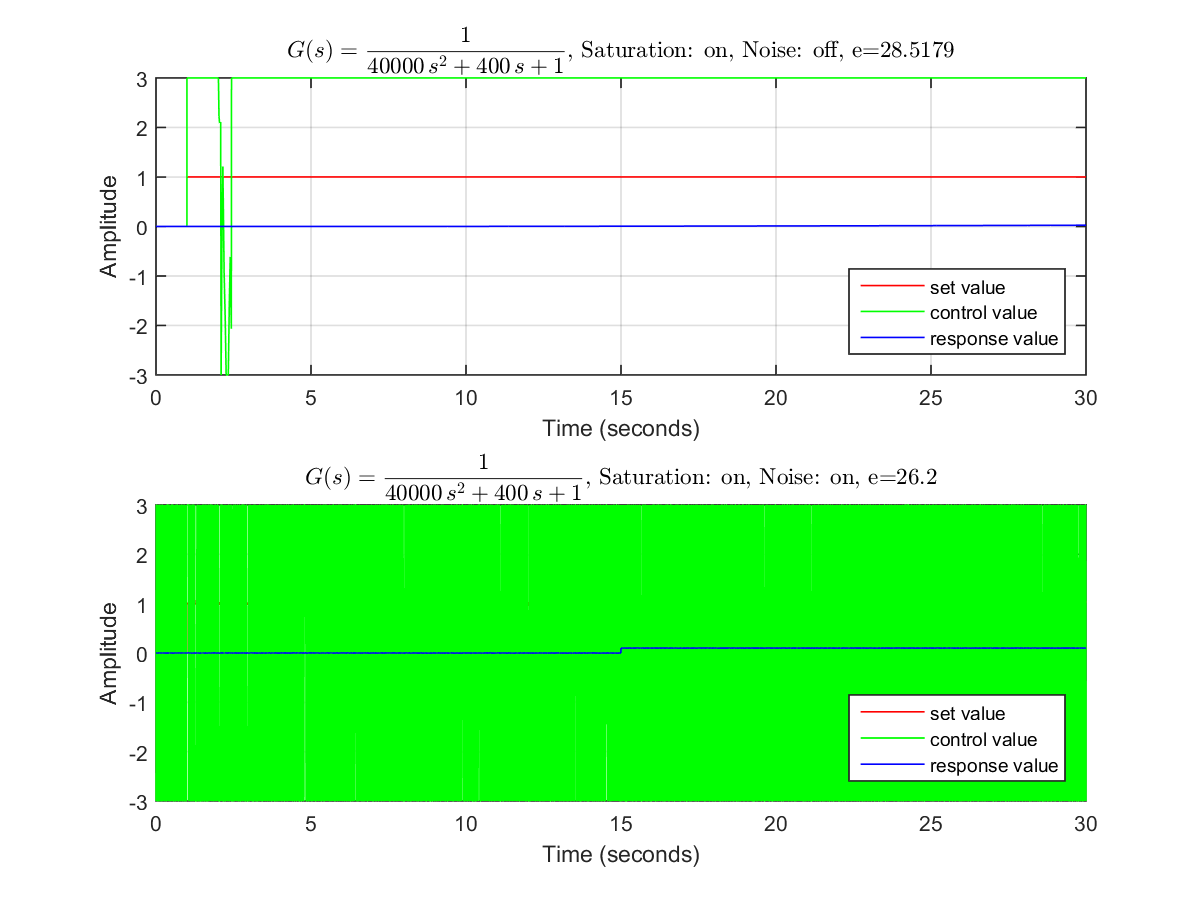 G(s) = 1 / (40000 s² + 400 s + 1), Saturation: on, Noise: off, e=28.5179
3
2
1
0
-1
-2
-3
Amplitude
set value
control value
response value
0 5 10 15 20 25 30
Time (seconds)
G(s) = 1 / (40000 s² + 400 s + 1), Saturation: on, Noise: on, e=26.2
3
2
1
0
-1
-2
-3
Amplitude
set value
control value
response value
0 5 10 15 20 25 30
Time (seconds)